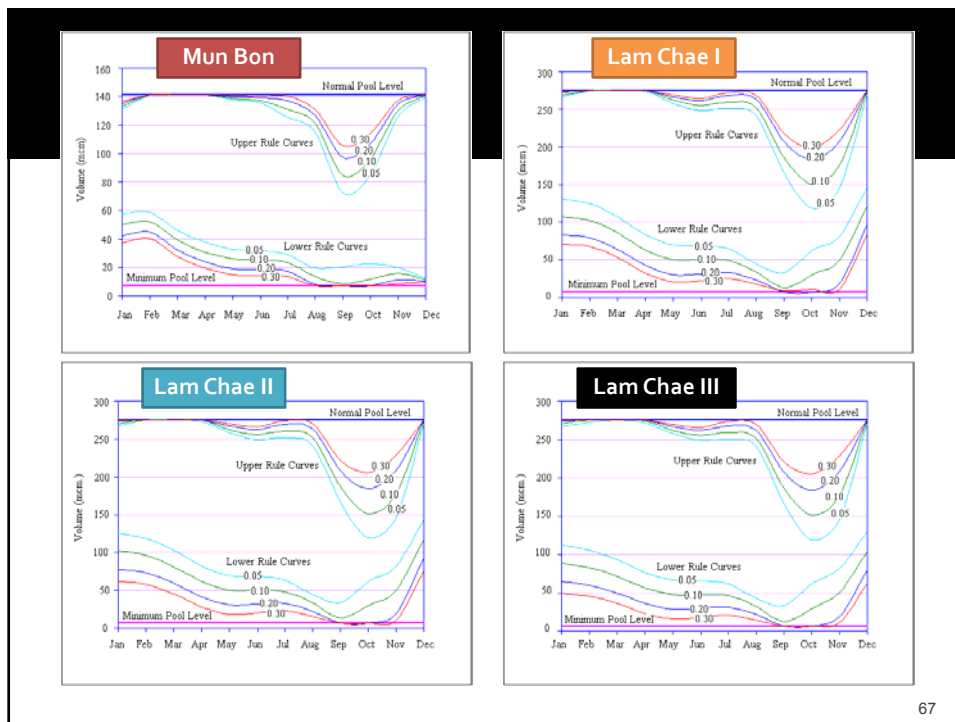 Mun Bon
160
140
120
100
80
60
40
20
0
Volume (mcm)
Normal Pool Level
Upper Rule Curves
0.30
0.20
0.10
0.05
Lower Rule Curves
0.05
0.10
0.20
0.30
Minimum Pool Level
Jan Feb Mar Apr May Jun Jul Aug Sep Oct Nov Dec
Lam Chae I
300
250
200
150
100
50
0
Volume (mcm.)
Normal Pool Level
Upper Rule Curves
0.30
0.20
0.10
0.05
Lower Rule Curves
0.05
0.10
0.20
0.30
Minimum Pool Level
Jan Feb Mar Apr May Jun Jul Aug Sep Oct Nov Dec
Lam Chae II
300
250
200
150
100
50
0
Volume (mcm.)
Normal Pool Level
Upper Rule Curves
0.30
0.20
0.10
0.05
Lower Rule Curves
0.05
0.10
0.20
0.30
Minimum Pool Level
Jan Feb Mar Apr May Jun Jul Aug Sep Oct Nov Dec
Lam Chae III
300
250
200
150
100
50
0
Volume (mcm.)
Normal Pool Level
Upper Rule Curves
0.30
0.20
0.10
0.05
Lower Rule Curves
0.05
0.10
0.20
0.30
Minimum Pool Level
Jan Feb Mar Apr May Jun Jul Aug Sep Oct Nov Dec
67